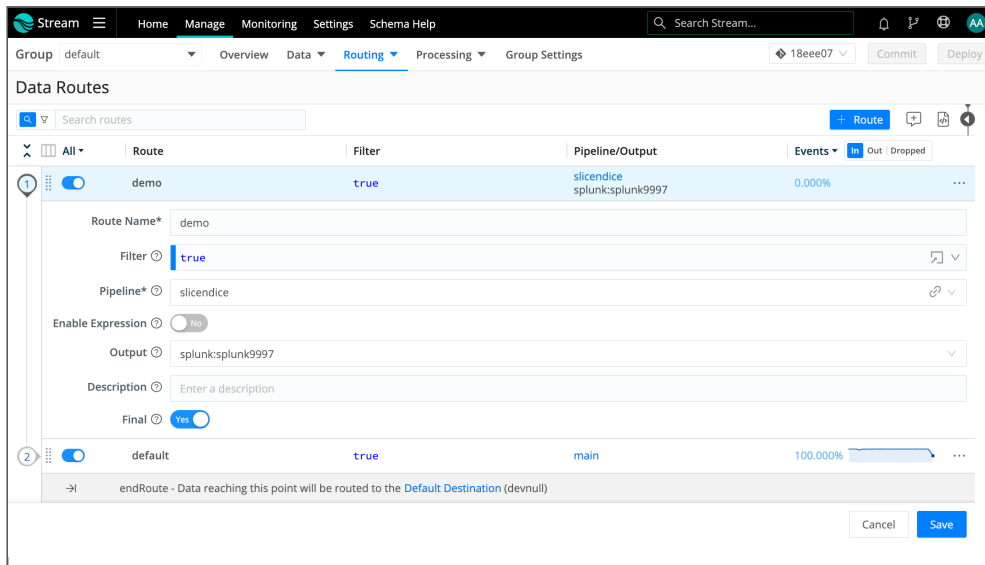 Stream Home Manage Monitoring Settings Schema Help Search Stream... AA
Group default Overview Data Routing Processing Group Settings 18eee07 Commit Deploy
Data Routes
Search routes + Route
All Route Filter Pipeline/Output Events In Out Dropped
1 demo true slicendice 0.000% ...
splunk:splunk9997
Route Name* demo
Filter true
Pipeline* slicendice
Enable Expression No
Output splunk:splunk9997
Description Enter a description
Final Yes
2 default true main 100.000% ...
endRoute - Data reaching this point will be routed to the Default Destination (devnull)
Cancel Save